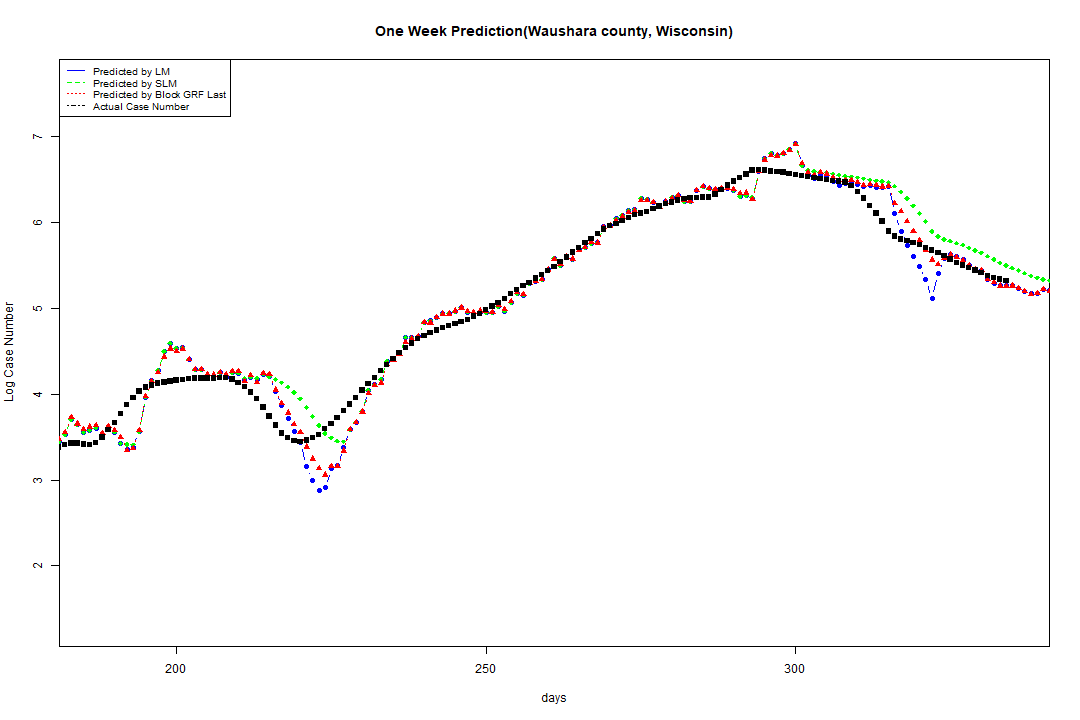 One Week Prediction(Waushara county, Wisconsin)
Predicted by LM
Predicted by SLM
Predicted by Block GRF Last
Actual Case Number
7
6
5
4
3
2
Log Case Number
200 250 300
days